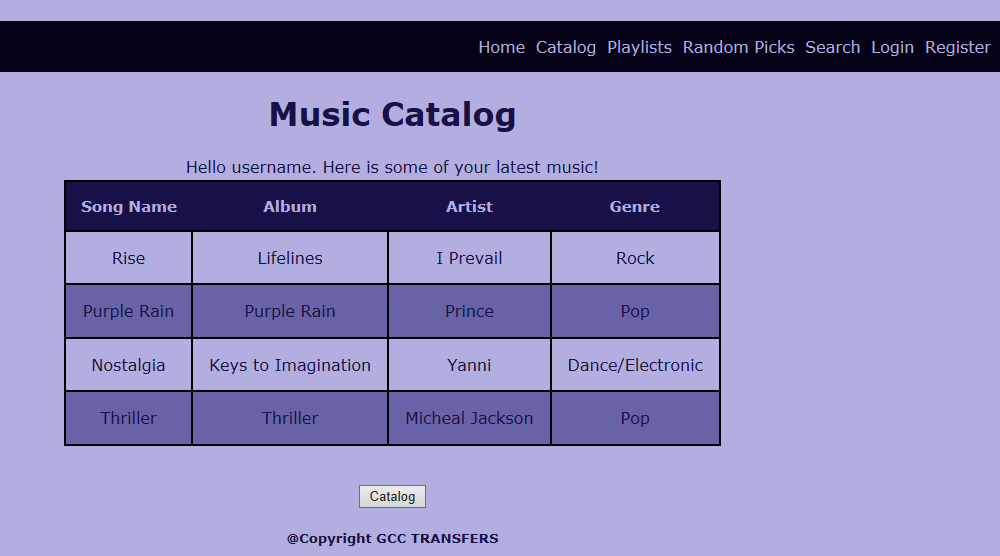 Home Catalog Playlists Random Picks Search Login Register
Music Catalog
Hello username. Here is some of your latest music!
Song Name Album Artist Genre
Rise Lifelines I Prevail Rock
Purple Rain Purple Rain Prince Pop
Nostalgia Keys to Imagination Yanni Dance/Electronic
Thriller Thriller Micheal Jackson Pop
Catalog
@Copyright GCC TRANSFERS